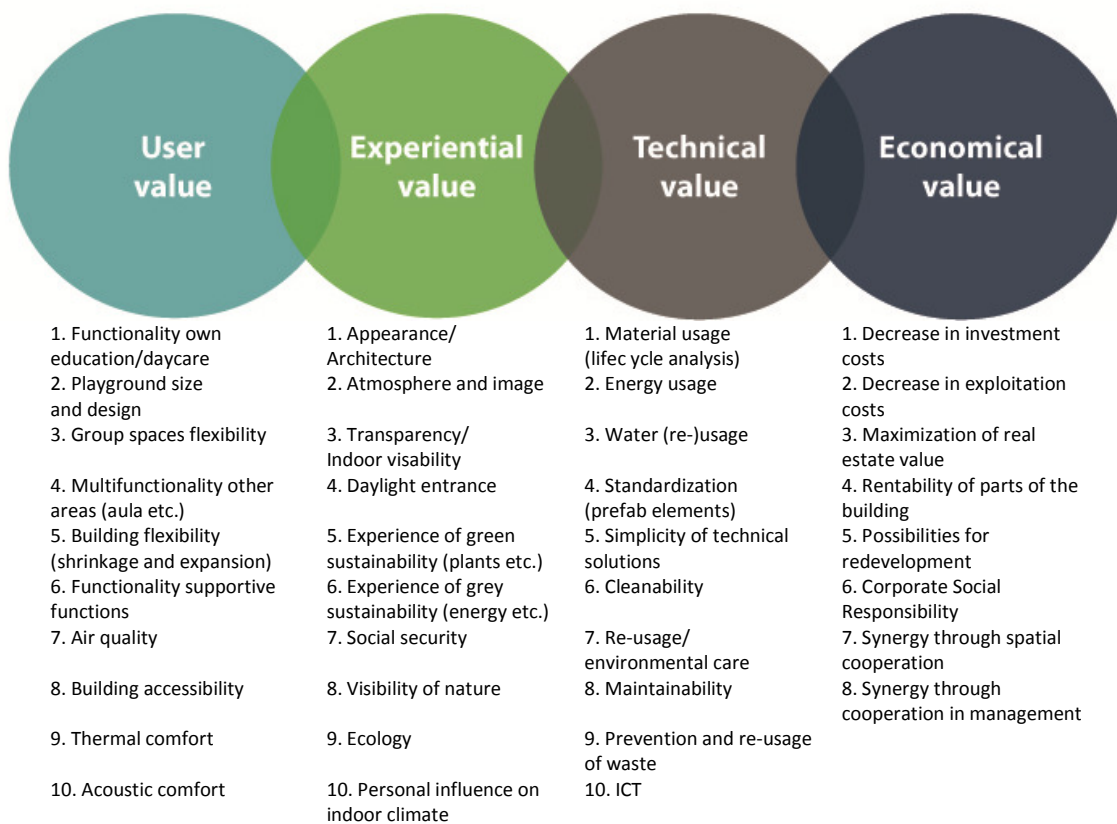 User
value
Experiential
value
Technical
value
Economical
value
1. Functionality own
education/daycare
2. Playground size
and design
3. Group spaces flexibility
4. Multifunctionality other
areas (aula etc.)
5. Building flexibility
(shrinkage and expansion)
6. Functionality supportive
functions
7. Air quality
8. Building accessibility
9. Thermal comfort
10. Acoustic comfort
1. Appearance/
Architecture
2. Atmosphere and image
3. Transparency/
Indoor visability
4. Daylight entrance
5. Experience of green
sustainability (plants etc.)
6. Experience of grey
sustainability (energy etc.)
7. Social security
8. Visibility of nature
9. Ecology
10. Personal influence on
indoor climate
1. Material usage
(lifec ycle analysis)
2. Energy usage
3. Water (re-)usage
4. Standardization
(prefab elements)
5. Simplicity of technical
solutions
6. Cleanability
7. Re-usage/
environmental care
8. Maintainability
9. Prevention and re-usage
of waste
10. ICT
1. Decrease in investment
costs
2. Decrease in exploitation
costs
3. Maximization of real
estate value
4. Rentability of parts of the
building
5. Possibilities for
redevelopment
6. Corporate Social
Responsibility
7. Synergy through spatial
cooperation
8. Synergy through
cooperation in management